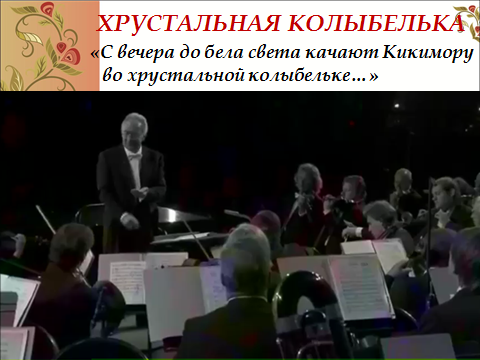 ХРУСТАЛЬНАЯ КОЛЫБЕЛЬКА
«С вечера до бела света качают Кикимору
во хрустальной колыбельке…»